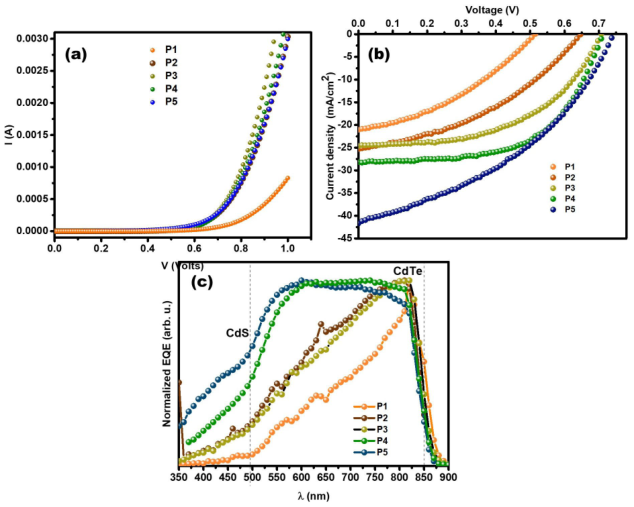 (a)
I (A)
0.0030
0.0025
0.0020
0.0015
0.0010
0.0005
0.0000
P1
P2
P3
P4
P5
0.0 0.2 0.4 0.6 0.8 1.0
V (Volts)
Voltage (V)
0 0.1 0.2 0.3 0.4 0.5 0.6 0.7
(b)
Current density (mA/cm²)
0
-5
-10
-15
-20
-25
-30
-35
-40
-45
P1
P2
P3
P4
P5
(c)
CdTe
CdS
Normalized EQE (arb. u.)
P1
P2
P3
P4
P5
350 400 450 500 550 600 650 700 750 800 850 900
λ (nm)